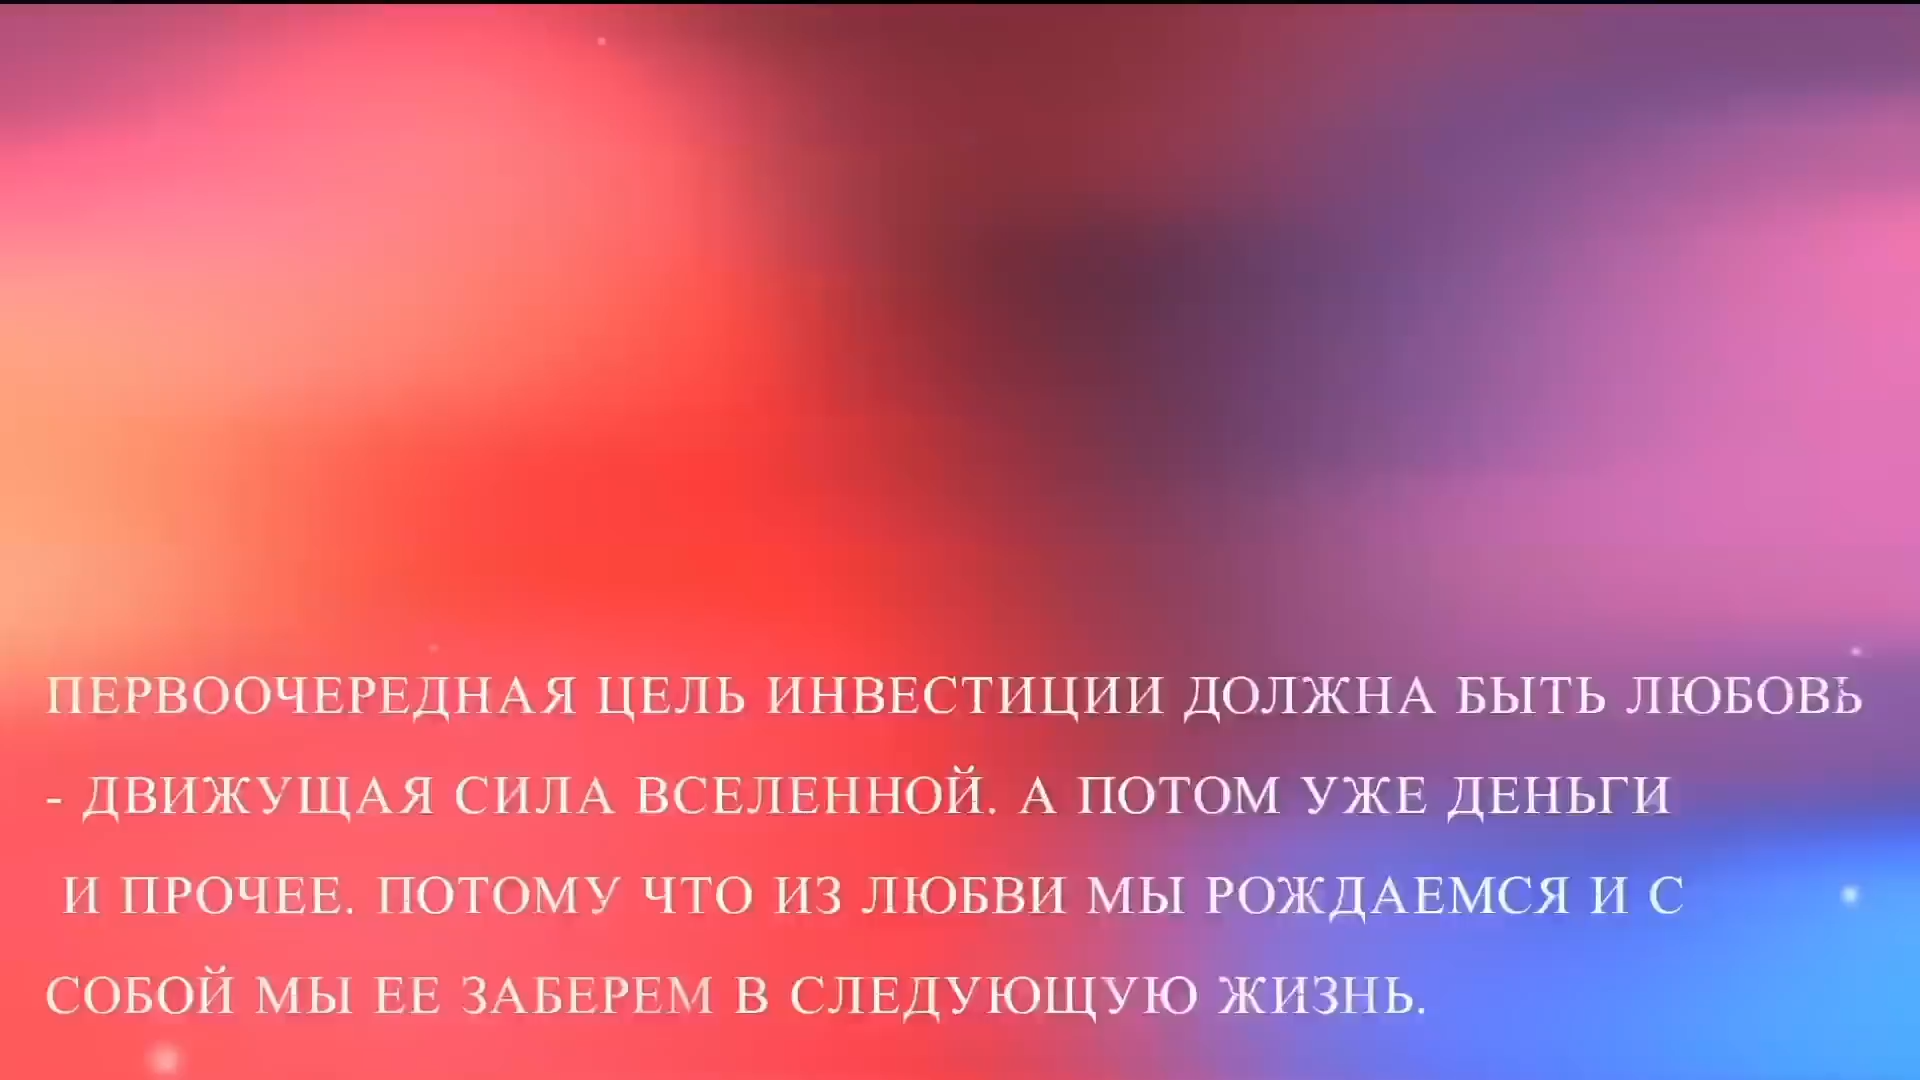 ПЕРВООЧЕРЕДНАЯ ЦЕЛЬ ИНВЕСТИЦИИ ДОЛЖНА БЫТЬ ЛЮБОВЬ
- ДВИЖУЩАЯ СИЛА ВСЕЛЕННОЙ. А ПОТОМ УЖЕ ДЕНЬГИ
И ПРОЧЕЕ. ПОТОМУ ЧТО ИЗ ЛЮБВИ МЫ РОЖДАЕМСЯ И С
СОБОЙ МЫ ЕЕ ЗАБЕРЕМ В СЛЕДУЮЩУЮ ЖИЗНЬ.